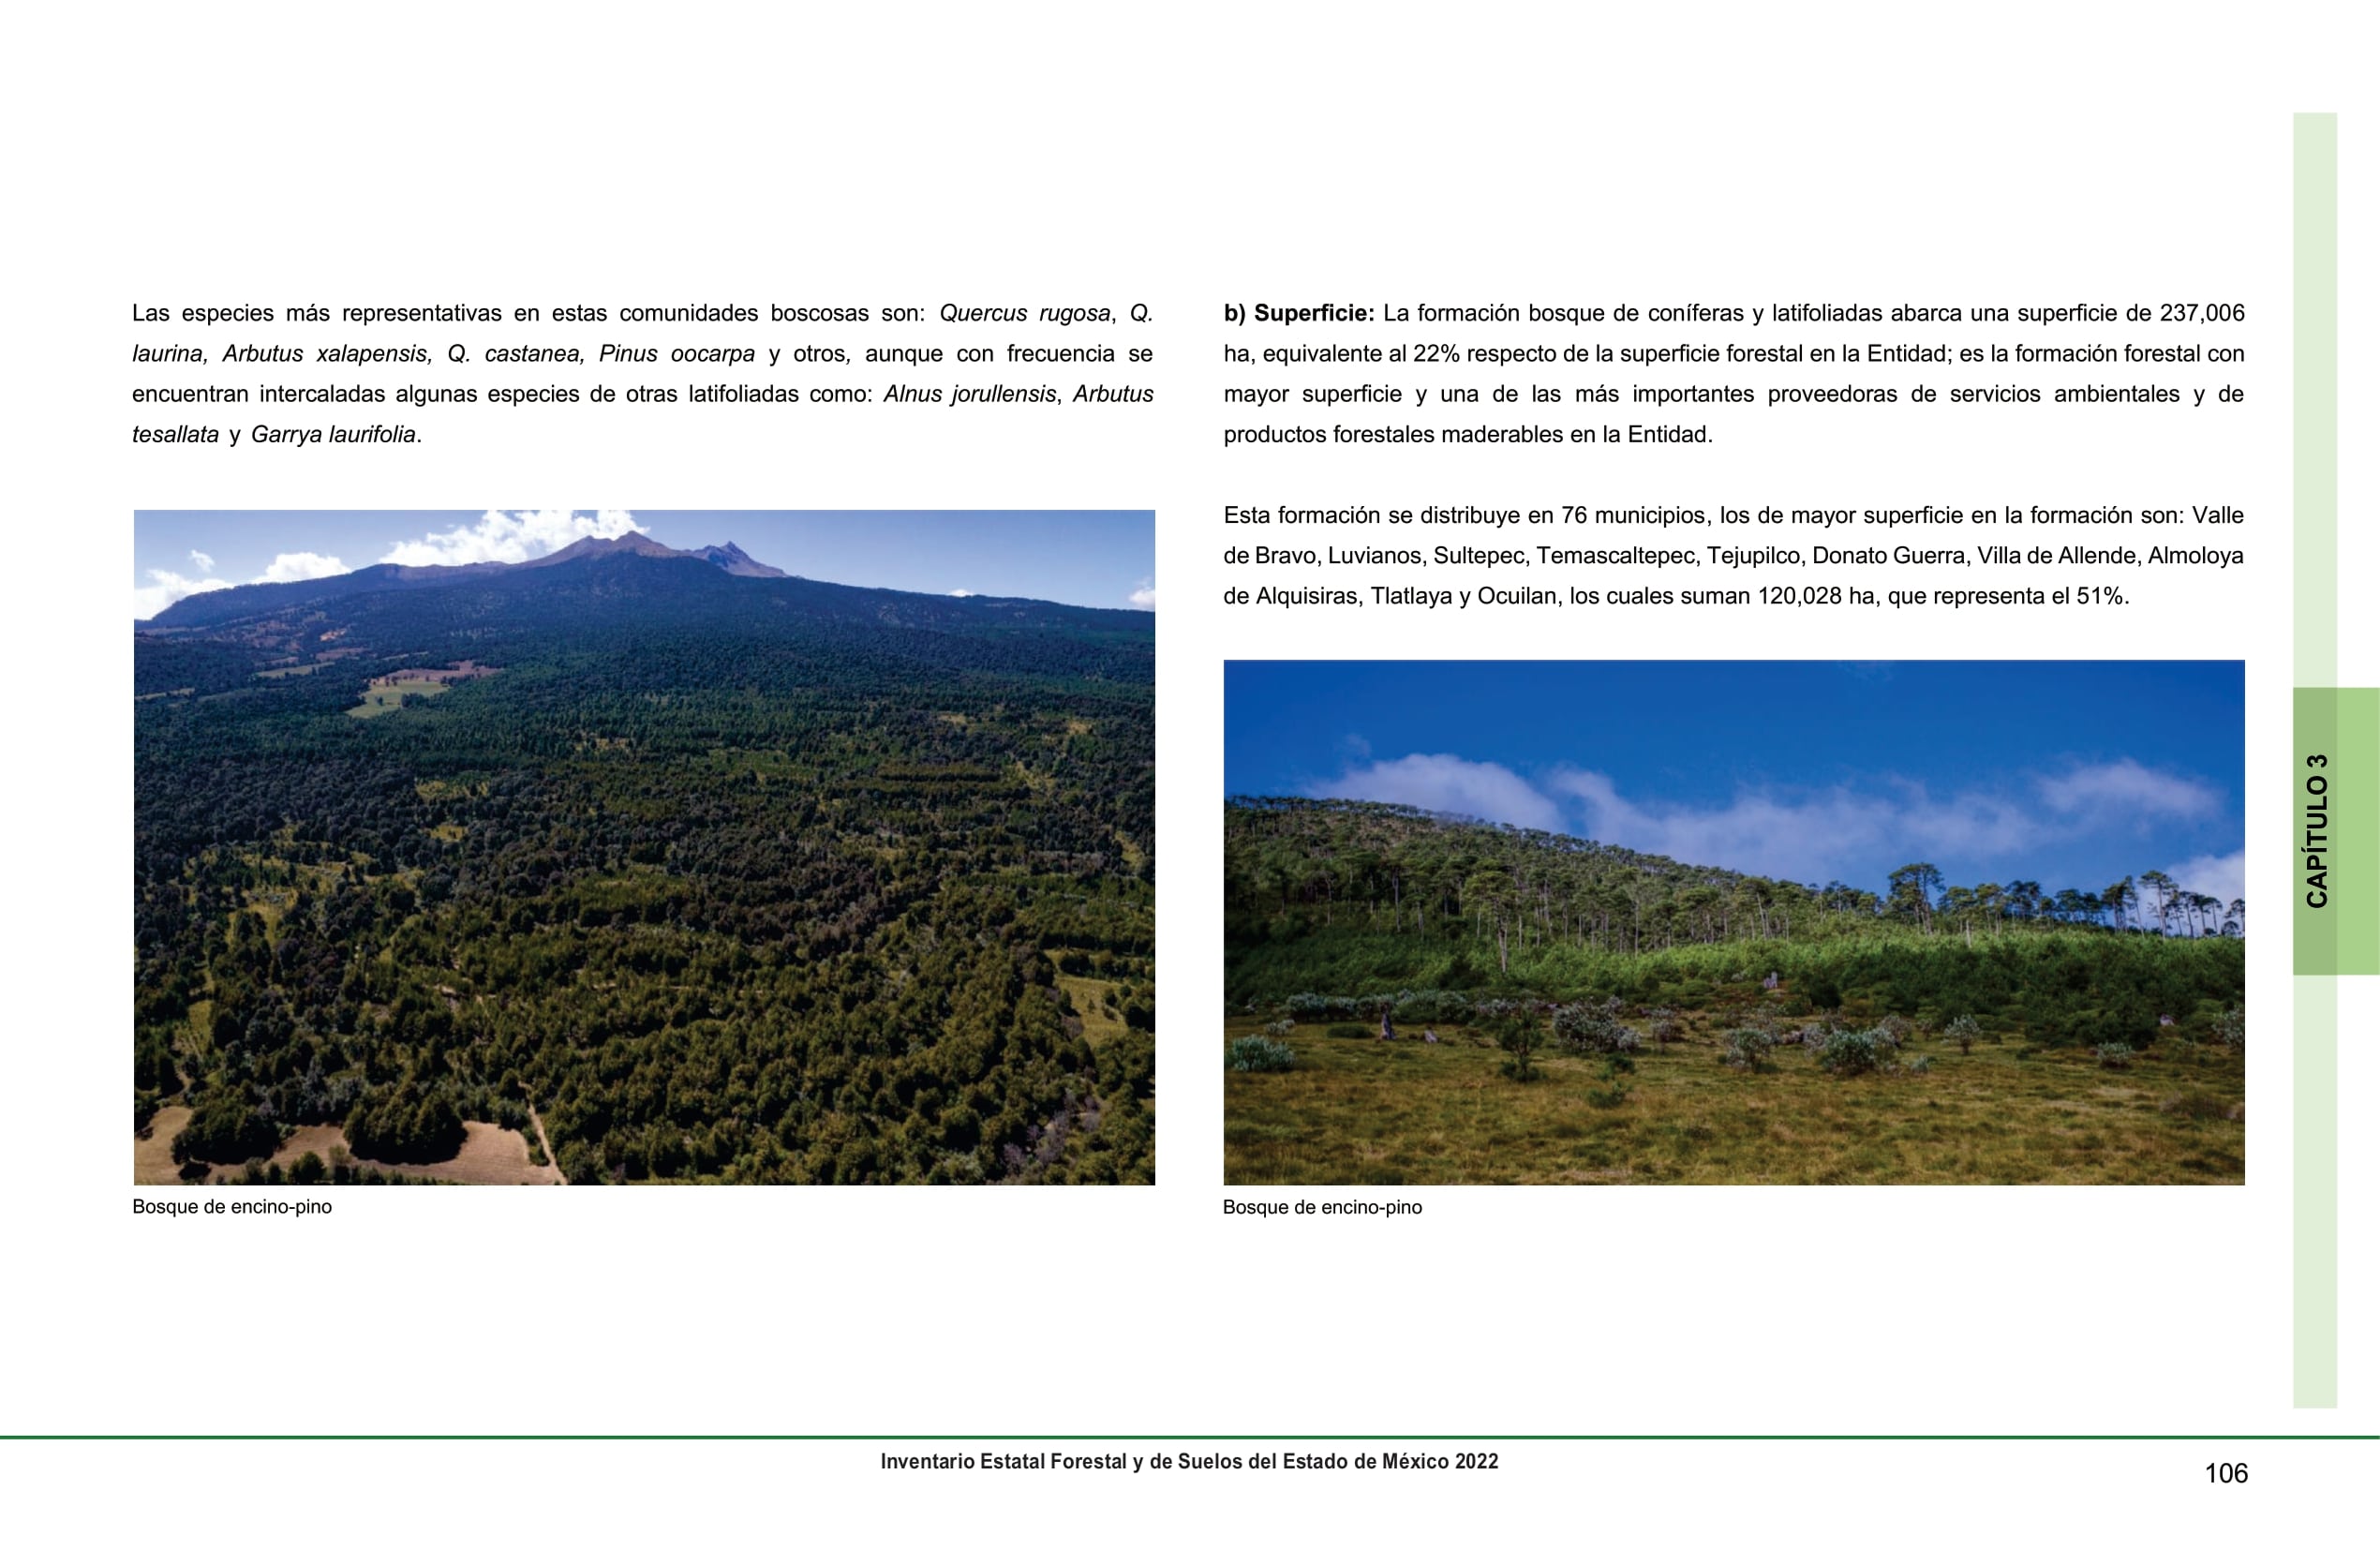 Las especies más representativas en estas comunidades boscosas son: Quercus rugosa, Q.
laurina, Arbutus xalapensis, Q. castanea, Pinus oocarpa y otros, aunque con frecuencia se
encuentran intercaladas algunas especies de otras latifoliadas como: Alnus jorullensis, Arbutus
tesallata y Garrya laurifolia.
Bosque de encino-pino
b) Superficie: La formación bosque de coníferas y latifoliadas abarca una superficie de 237,006
ha, equivalente al 22% respecto de la superficie forestal en la Entidad; es la formación forestal con
mayor superficie y una de las más importantes proveedoras de servicios ambientales y de
productos forestales maderables en la Entidad.
Esta formación se distribuye en 76 municipios, los de mayor superficie en la formación son: Valle
de Bravo, Luvianos, Sultepec, Temascaltepec, Tejupilco, Donato Guerra, Villa de Allende, Almoloya
de Alquisiras, Tlatlaya y Ocuilan, los cuales suman 120,028 ha, que representa el 51%.
Bosque de encino-pino
CAPÍTULO 3
Inventario Estatal Forestal y de Suelos del Estado de México 2022
106